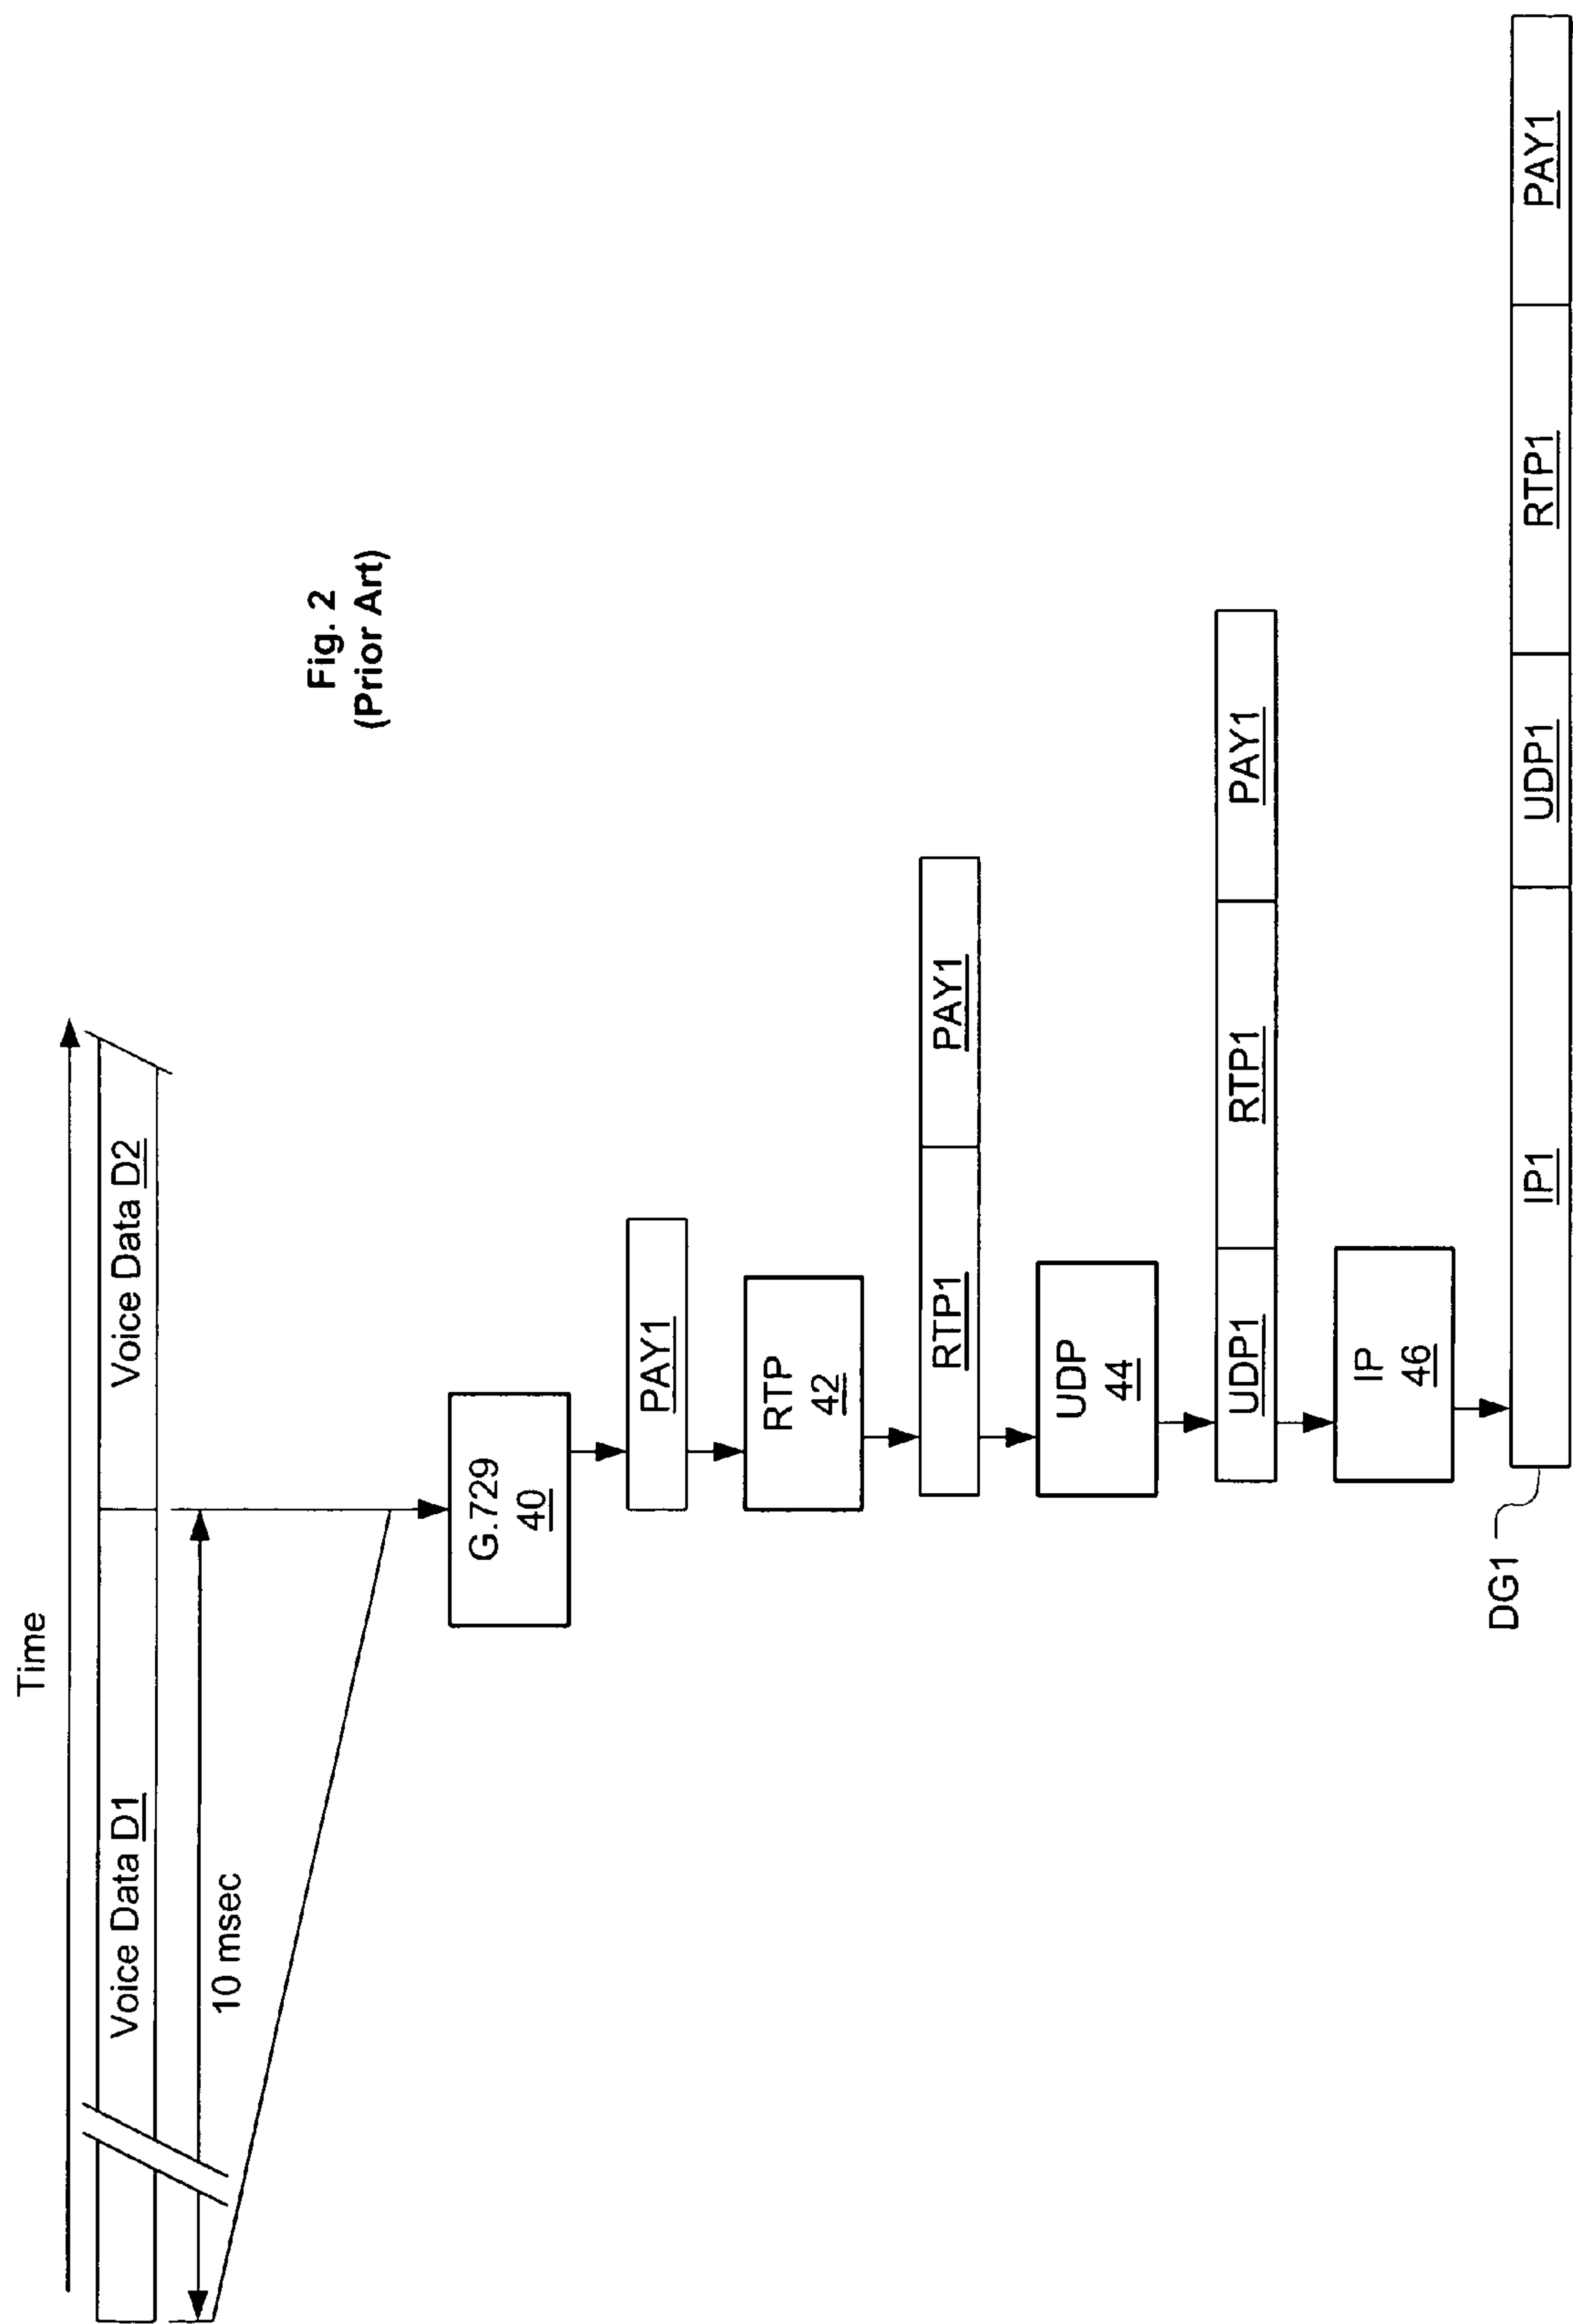 Time
Voice Data D1
Voice Data D2
10 msec
Fig. 2
(Prior Art)
G.729
40
PAY1
RTP
42
RTP1
PAY1
UDP
44
UDP1
RTP1
PAY1
IP
46
DG1
IP1
UDP1
RTP1
PAY1